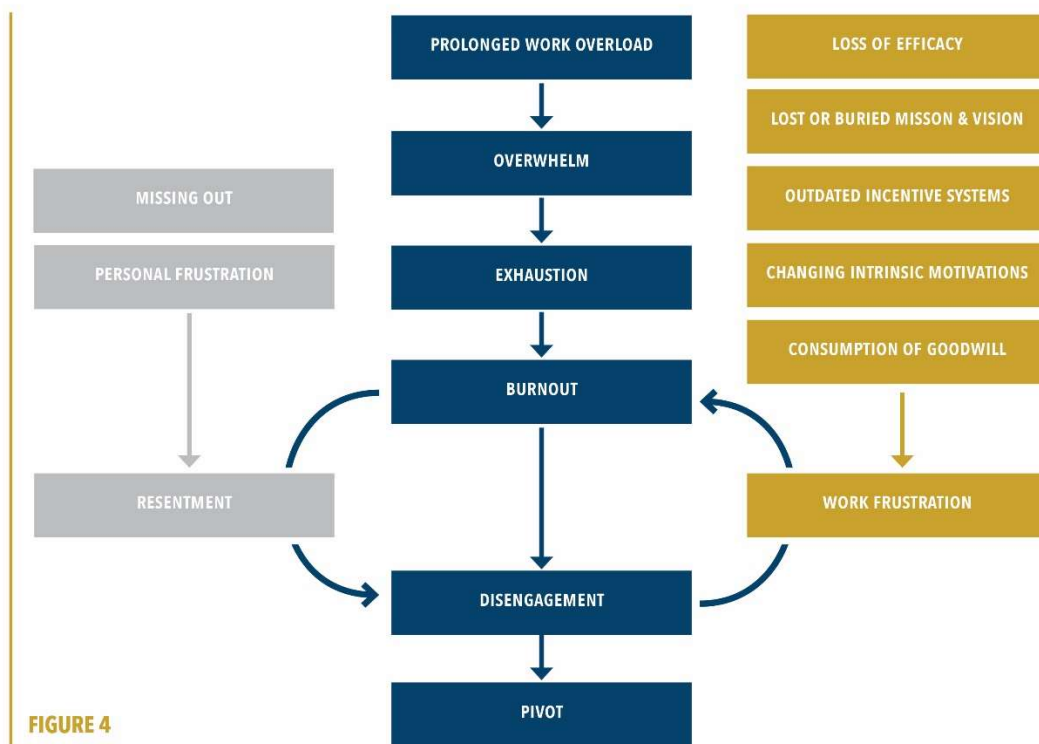 PROLONGED WORK OVERLOAD
OVERWHELM
EXHAUSTION
BURNOUT
DISENGAGEMENT
PIVOT
MISSING OUT
PERSONAL FRUSTRATION
RESENTMENT
LOSS OF EFFICACY
LOST OR BURIED MISSON & VISION
OUTDATED INCENTIVE SYSTEMS
CHANGING INTRINSIC MOTIVATIONS
CONSUMPTION OF GOODWILL
WORK FRUSTRATION
FIGURE 4